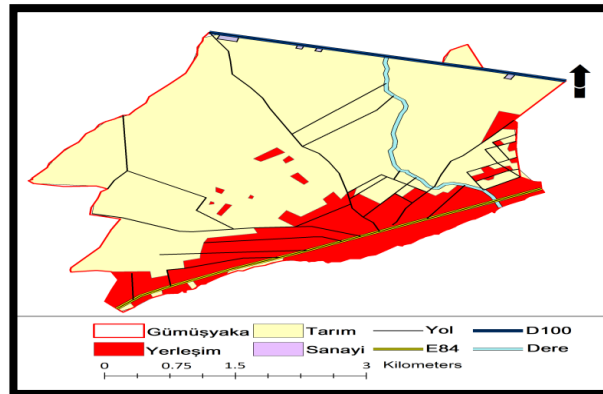 Gümüşyaka Tarım Yol D100
Yerleşim Sanayi E84 Dere
0 0.75 1.5 3 Kilometers